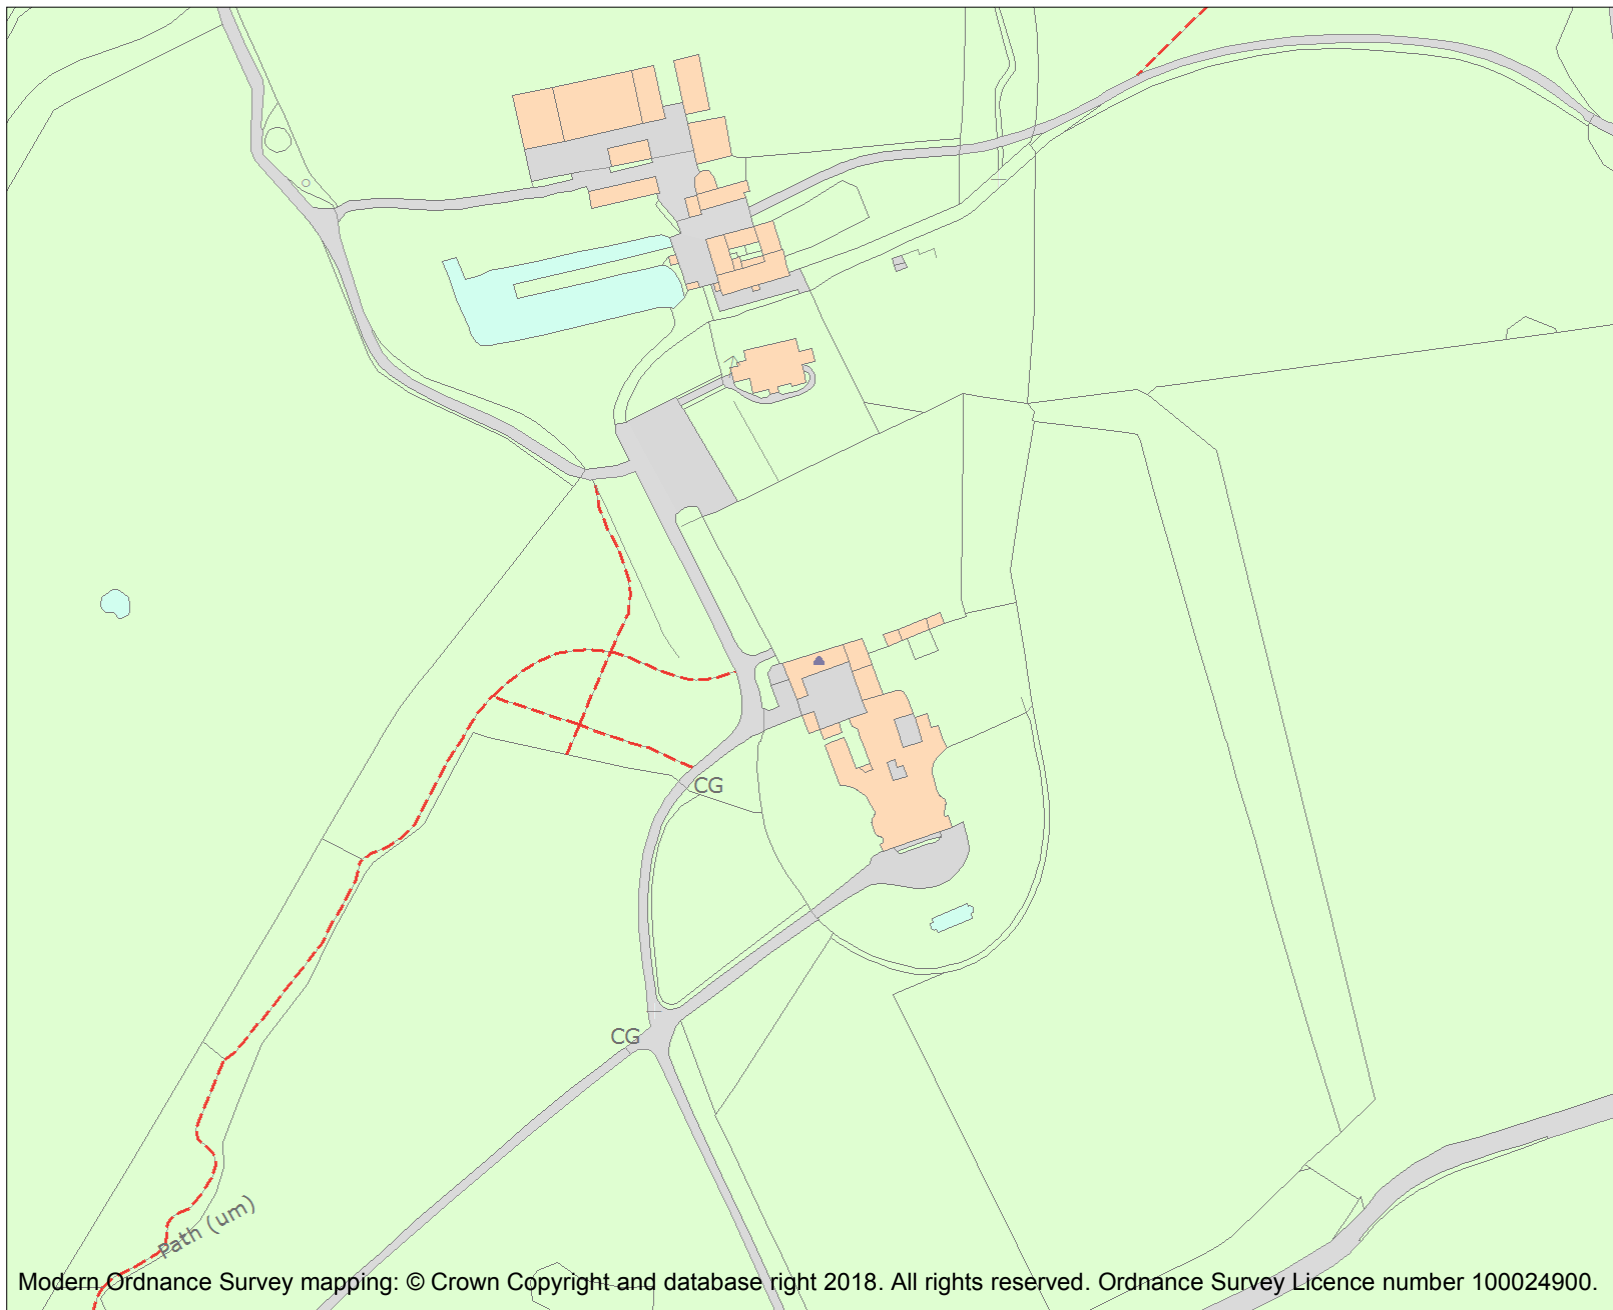 CG
CG
Path (um)
Modern Ordnance Survey mapping: © Crown Copyright and database right 2018. All rights reserved. Ordnance Survey Licence number 100024900.